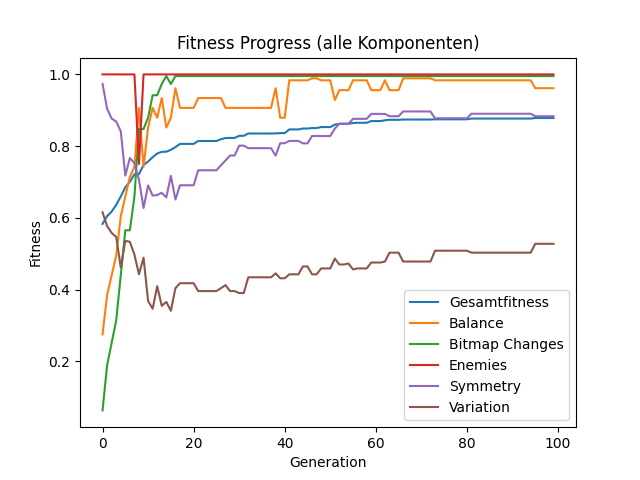 Fitness Progress (alle Komponenten)
Fitness
1.0
0.8
0.6
0.4
0.2
0
20
40
60
80
100
Generation
Gesamtfitness
Balance
Bitmap Changes
Enemies
Symmetry
Variation